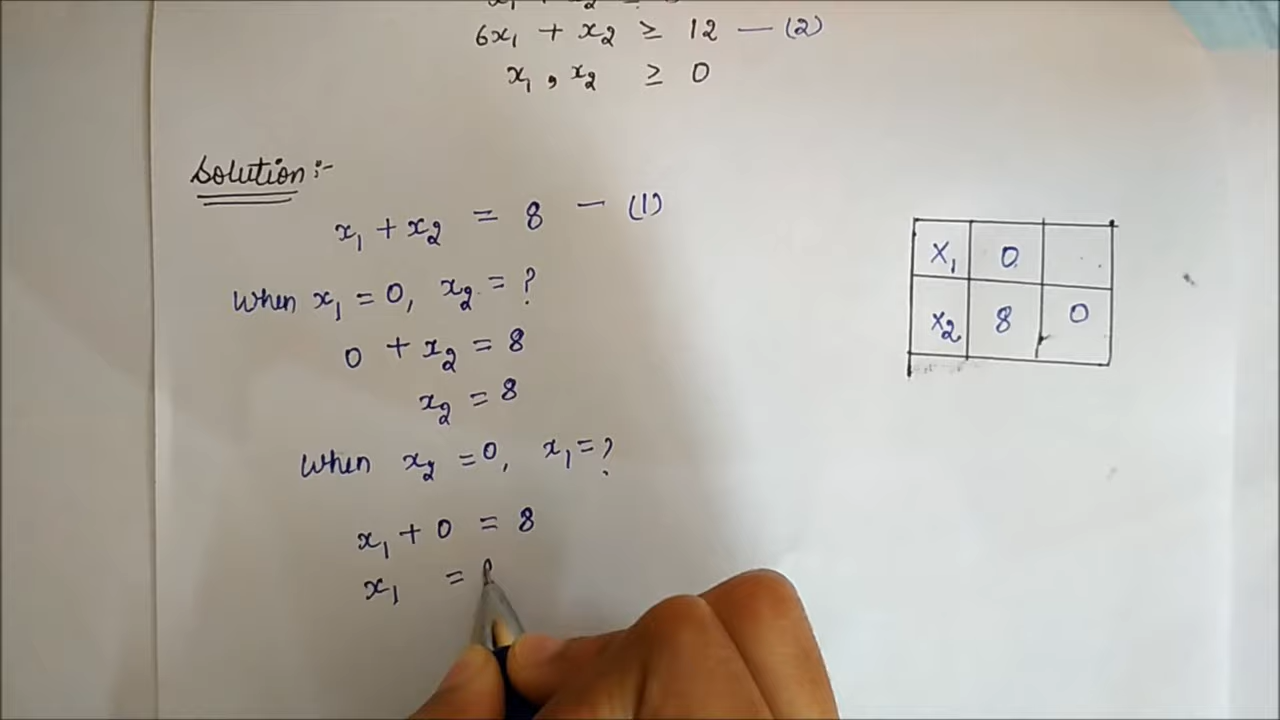 6x₁ + x₂ ≥ 12 — (2)
x₁, x₂ ≥ 0
Solution:-
x₁ + x₂ = 8 — (1)
When x₁ = 0, x₂ = ?
0 + x₂ = 8
x₂ = 8
When x₂ = 0, x₁ = ?
x₁ + 0 = 8
x₁ =
X₁ 0
X₂ 8 0